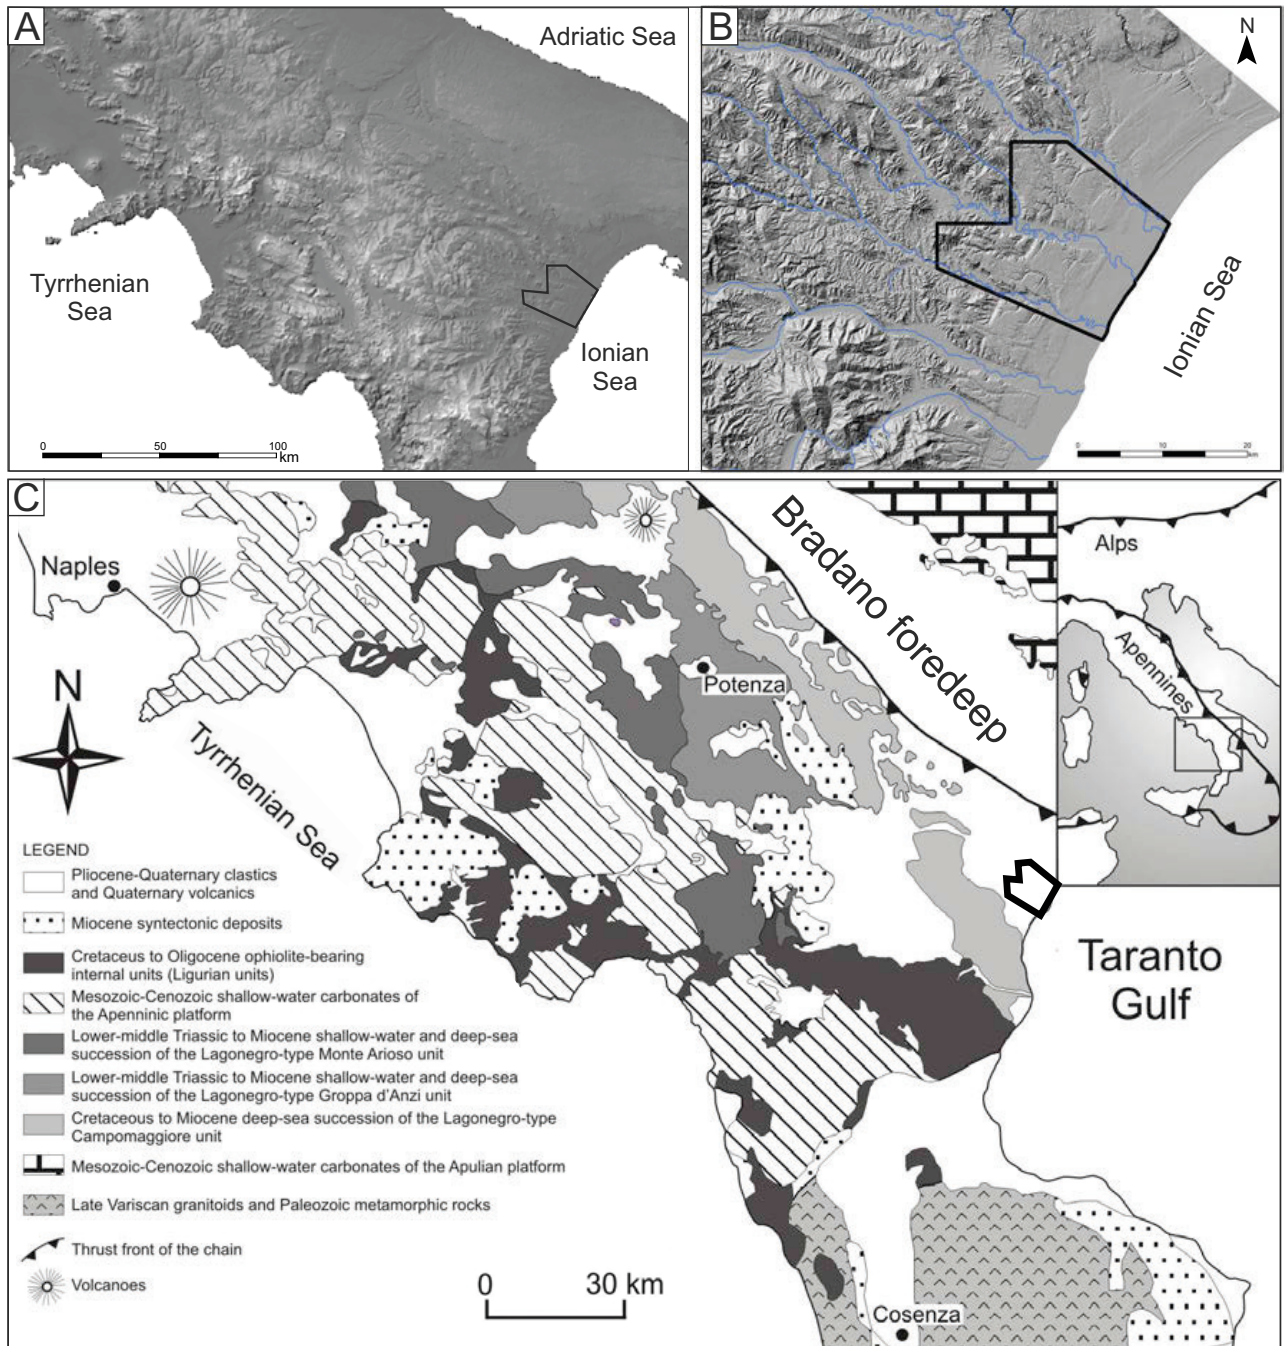 A
Adriatic Sea
Tyrrhenian
Sea
Ionian
Sea
0 50 100
km
B
N
Ionian Sea
0 10 20
km
C
Naples
N
Tyrrhenian Sea
Potenza
Bradano foredeep
Alps
Apennines
Taranto
Gulf
LEGEND
Pliocene-Quaternary clastics
and Quaternary volcanics
Miocene syntectonic deposits
Cretaceus to Oligocene ophiolite-bearing
internal units (Ligurian units)
Mesozoic-Cenozoic shallow-water carbonates of
the Apenninic platform
Lower-middle Triassic to Miocene shallow-water and deep-sea
succession of the Lagonegro-type Monte Arioso unit
Lower-middle Triassic to Miocene shallow-water and deep-sea
succession of the Lagonegro-type Groppa d'Anzi unit
Cretaceous to Miocene deep-sea succession of the Lagonegro-type
Campomaggiore unit
Mesozoic-Cenozoic shallow-water carbonates of the Apulian platform
Late Variscan granitoids and Paleozoic metamorphic rocks
Thrust front of the chain
Volcanoes
0 30 km
Cosenza